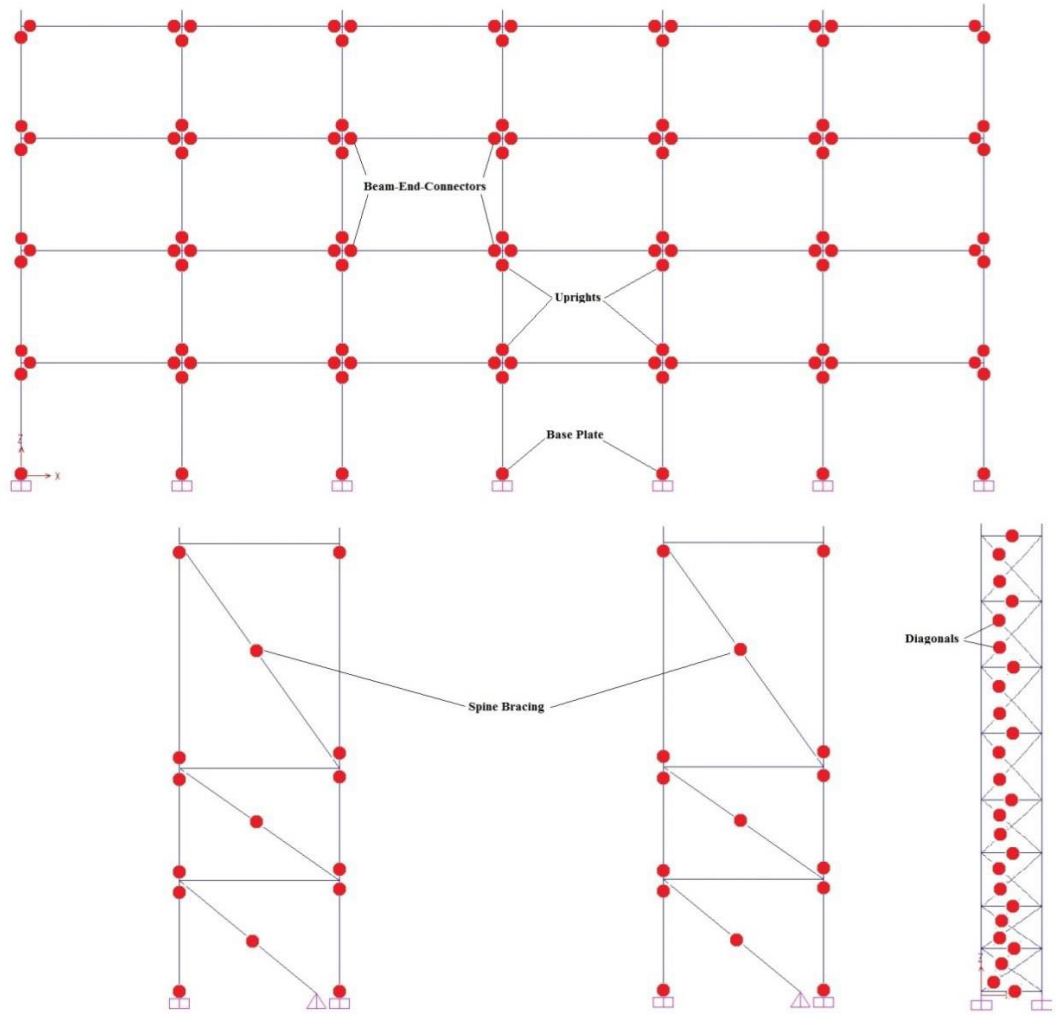 Beam-End-Connectors
Uprights
Base Plate
Z
X
Diagonals
Spine Bracing
Z